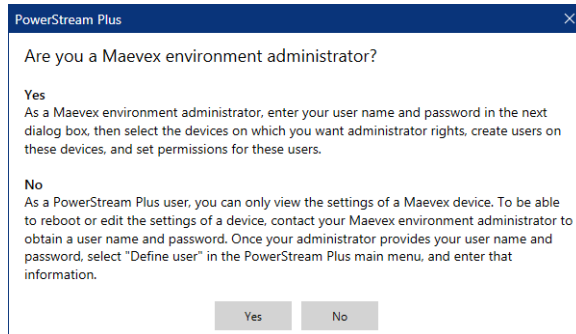 PowerStream Plus
Are you a Maevex environment administrator?
Yes
As a Maevex environment administrator, enter your user name and password in the next
dialog box, then select the devices on which you want administrator rights, create users on
these devices, and set permissions for these users.
No
As a PowerStream Plus user, you can only view the settings of a Maevex device. To be able
to reboot or edit the settings of a device, contact your Maevex environment administrator to
obtain a user name and password. Once your administrator provides your user name and
password, select "Define user" in the PowerStream Plus main menu, and enter that
information.
Yes No